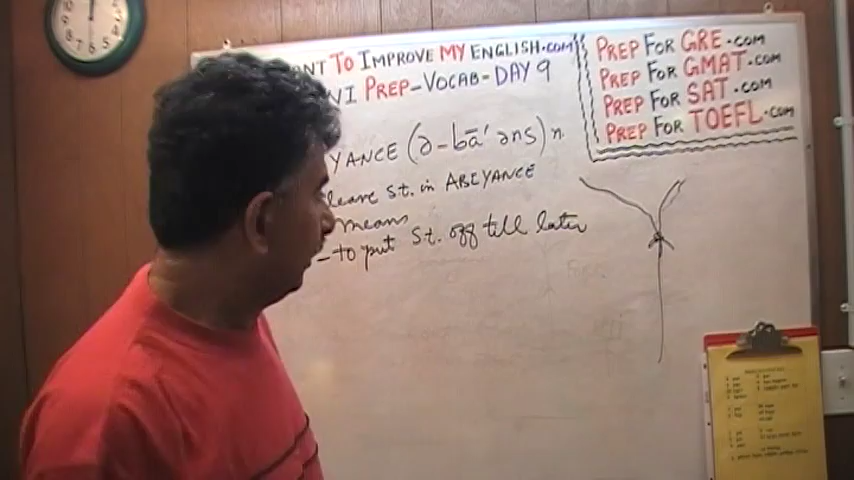 ANT TO IMPROVE MY ENGLISH.COM
VI PREP-VOCAB-DAY 9
YANCE (ə-bā' əns) n.
leave st. in ABEYANCE
means
- to put st. off till later
PREP FOR GRE.COM
PREP FOR GMAT.COM
PREP FOR SAT.COM
PREP FOR TOEFL.COM